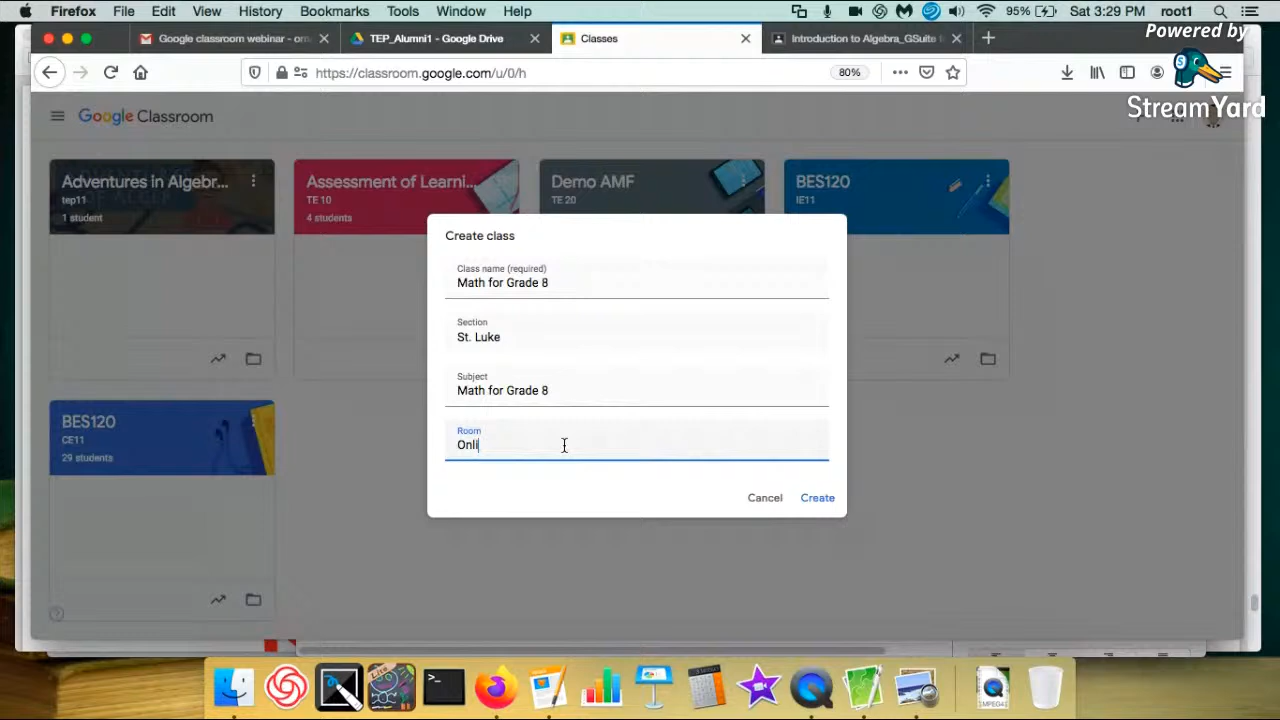 Firefox File Edit View History Bookmarks Tools Window Help 95% Sat 3:29 PM root1
Powered by
StreamYard
Google classroom webinar - om
TEP_Alumni1 - Google Drive
Classes
Introduction to Algebra_GSuite
https://classroom.google.com/u/0/h
80%
Google Classroom
Adventures in Algebr...
tep11
1 student
Assessment of Learni...
TE 10
4 students
Demo AMF
TE 20
BES120
IE11
Create class
Class name (required)
Math for Grade 8
Section
St. Luke
Subject
Math for Grade 8
Room
Onli
Cancel Create
BES120
CE11
29 students
MPEG4